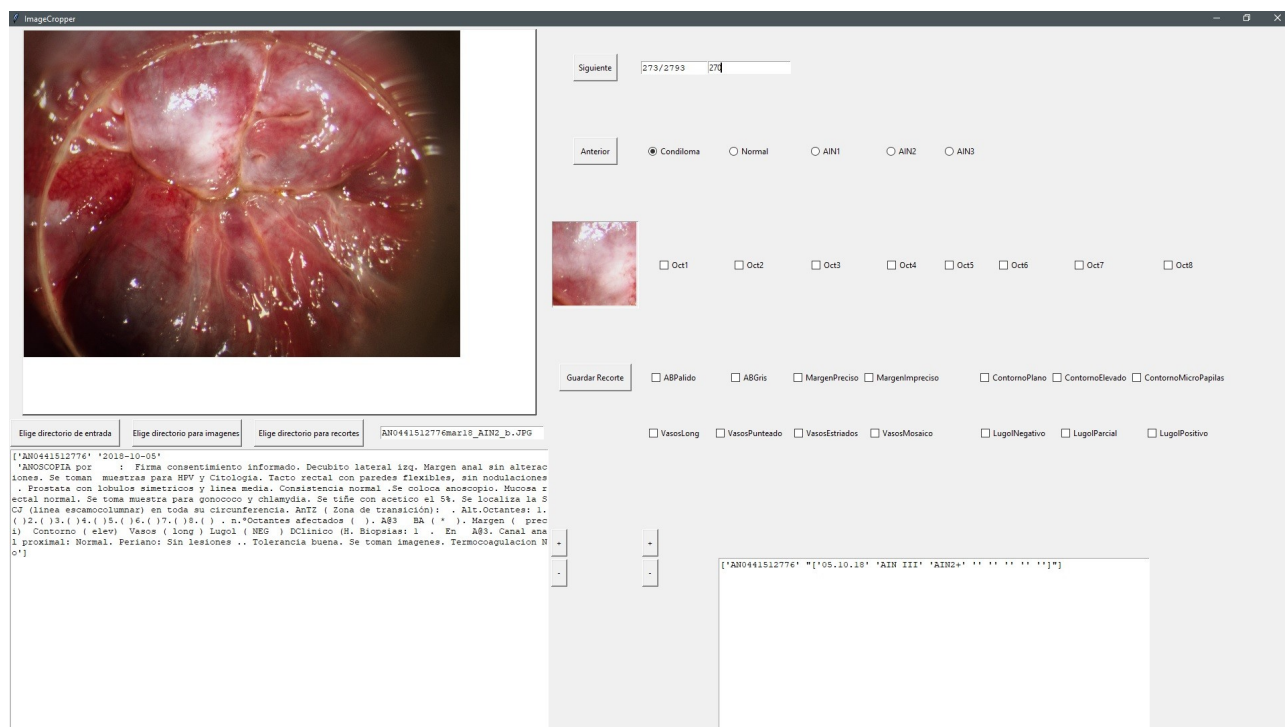 ImageCropper
Siguiente 273/2793 270
Anterior Condiloma Normal AIN1 AIN2 AIN3
Oct1 Oct2 Oct3 Oct4 Oct5 Oct6 Oct7 Oct8
Guardar Recorte ABPalido ABGris MargenPreciso MargenImpreciso ContornoPlano ContornoElevado ContornoMicroPapilas
Elige directorio de entrada Elige directorio para imagenes Elige directorio para recortes AN0441512776mar18_AIN2_b.JPG
VasosLong VasosPunteado VasosEstriados VasosMosaico LugolNegativo LugolParcial LugolPositivo
['AN0441512776' '2018-10-05'
'ANOSCOPIA por : Firma consentimiento informado. Decubito lateral izq. Margen anal sin alterac
iones. Se toman muestras para HPV y Citologia. Tacto rectal con paredes flexibles, sin nodulaciones
. Prostata con lobulos simetricos y linea media. Consistencia normal .Se coloca anoscopio. Mucosa r
ectal normal. Se toma muestra para gonococo y chlamydia. Se tiñe con acetico el 5%. Se localiza la S
CJ (linea escamocolumnar) en toda su circunferencia. AnTZ ( Zona de transición): . Alt.Octantes: 1.
( )2.( )3.( )4.( )5.( )6.( )7.( )8.( ) . n.ºOctantes afectados ( ). A@3 BA ( * ). Margen ( prec
i) Contorno ( elev) Vasos ( long ) Lugol ( NEG ) DClinico (H. Biopsias: 1 . En A@3. Canal ana
l proximal: Normal. Periano: Sin lesiones .. Tolerancia buena. Se toman imagenes. Termocoagulacion N
o']
+ +
- -
['AN0441512776' "['05.10.18' 'AIN III' 'AIN2+' '' '' '' '' '']"]